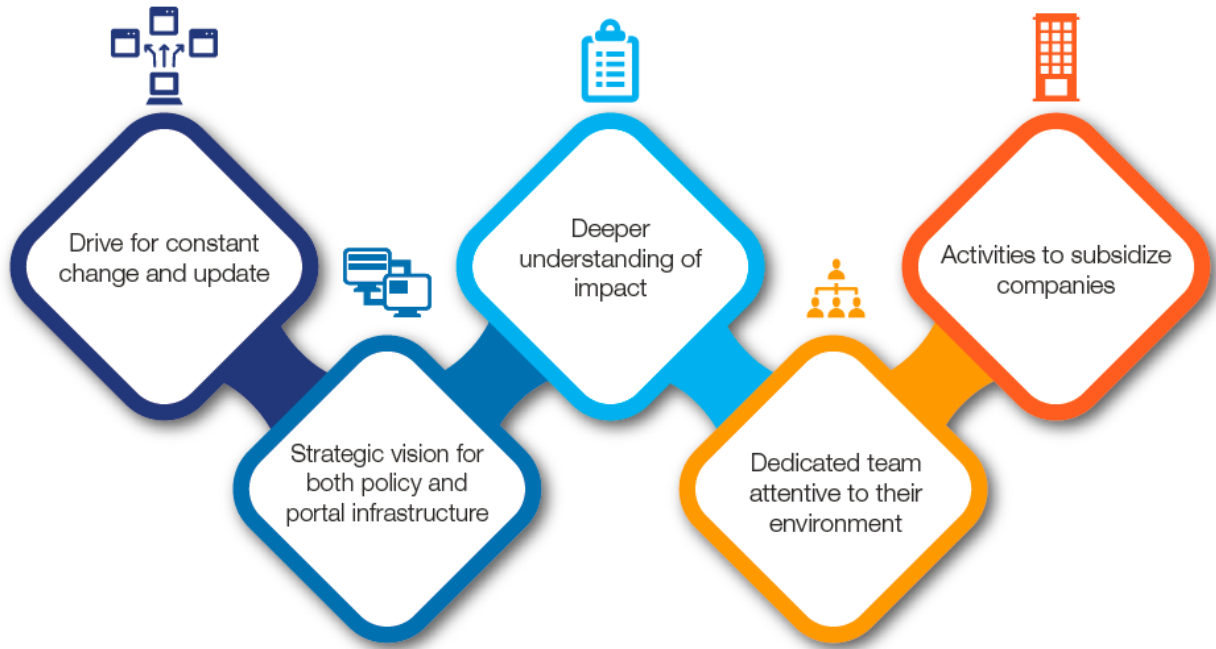 Drive for constant
change and update
Strategic vision for
both policy and
portal infrastructure
Deeper
understanding of
impact
Dedicated team
attentive to their
environment
Activities to subsidize
companies